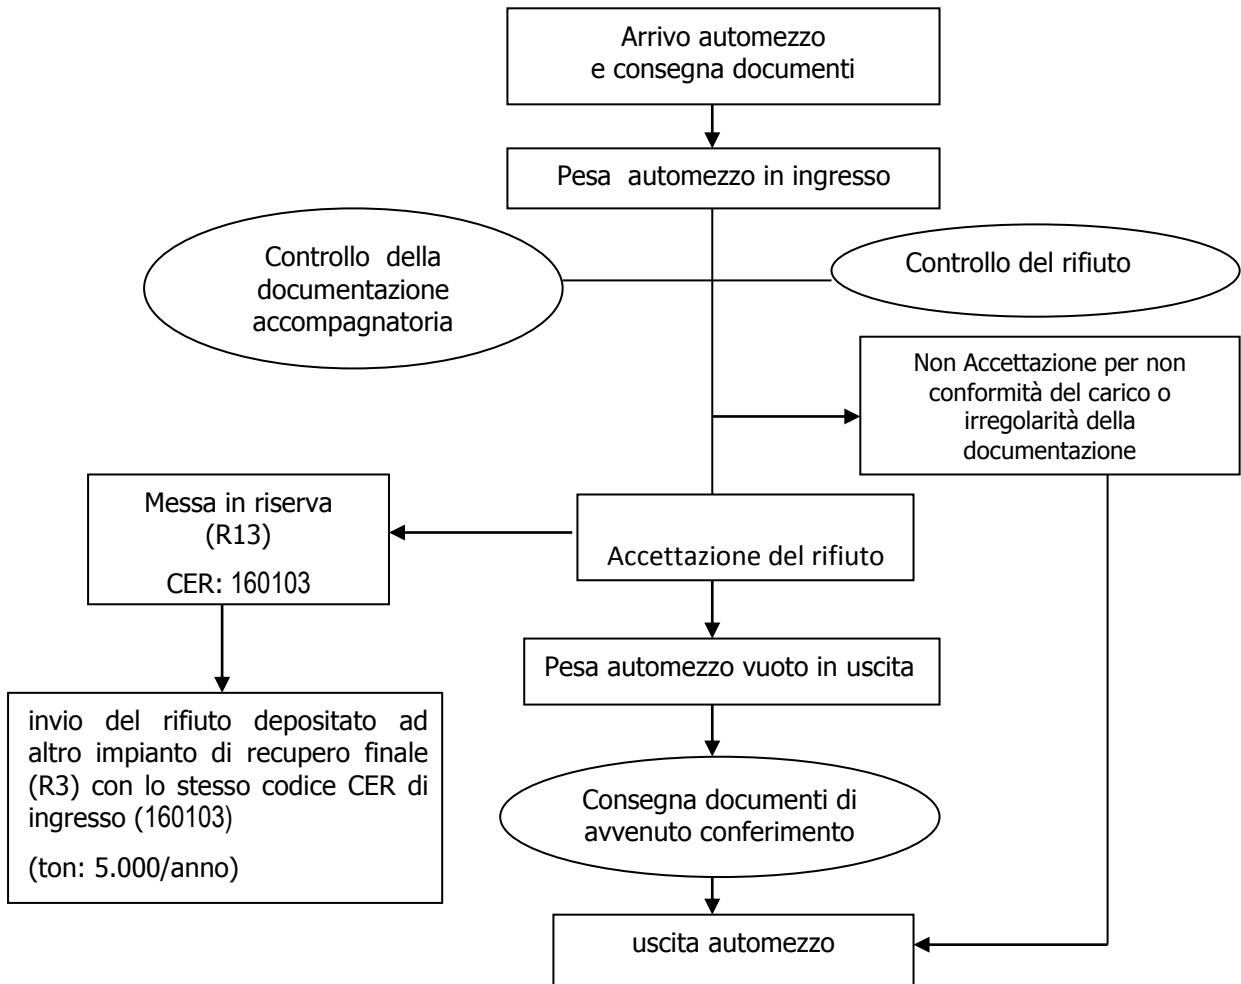 Arrivo automezzo
e consegna documenti
Pesa automezzo in ingresso
Controllo della
documentazione
accompagnatoria
Controllo del rifiuto
Non Accettazione per non
conformità del carico o
irregolarità della
documentazione
Messa in riserva
(R13)
CER: 160103
Accettazione del rifiuto
Pesa automezzo vuoto in uscita
invio del rifiuto depositato ad
altro impianto di recupero finale
(R3) con lo stesso codice CER di
ingresso (160103)
(ton: 5.000/anno)
Consegna documenti di
avvenuto conferimento
uscita automezzo